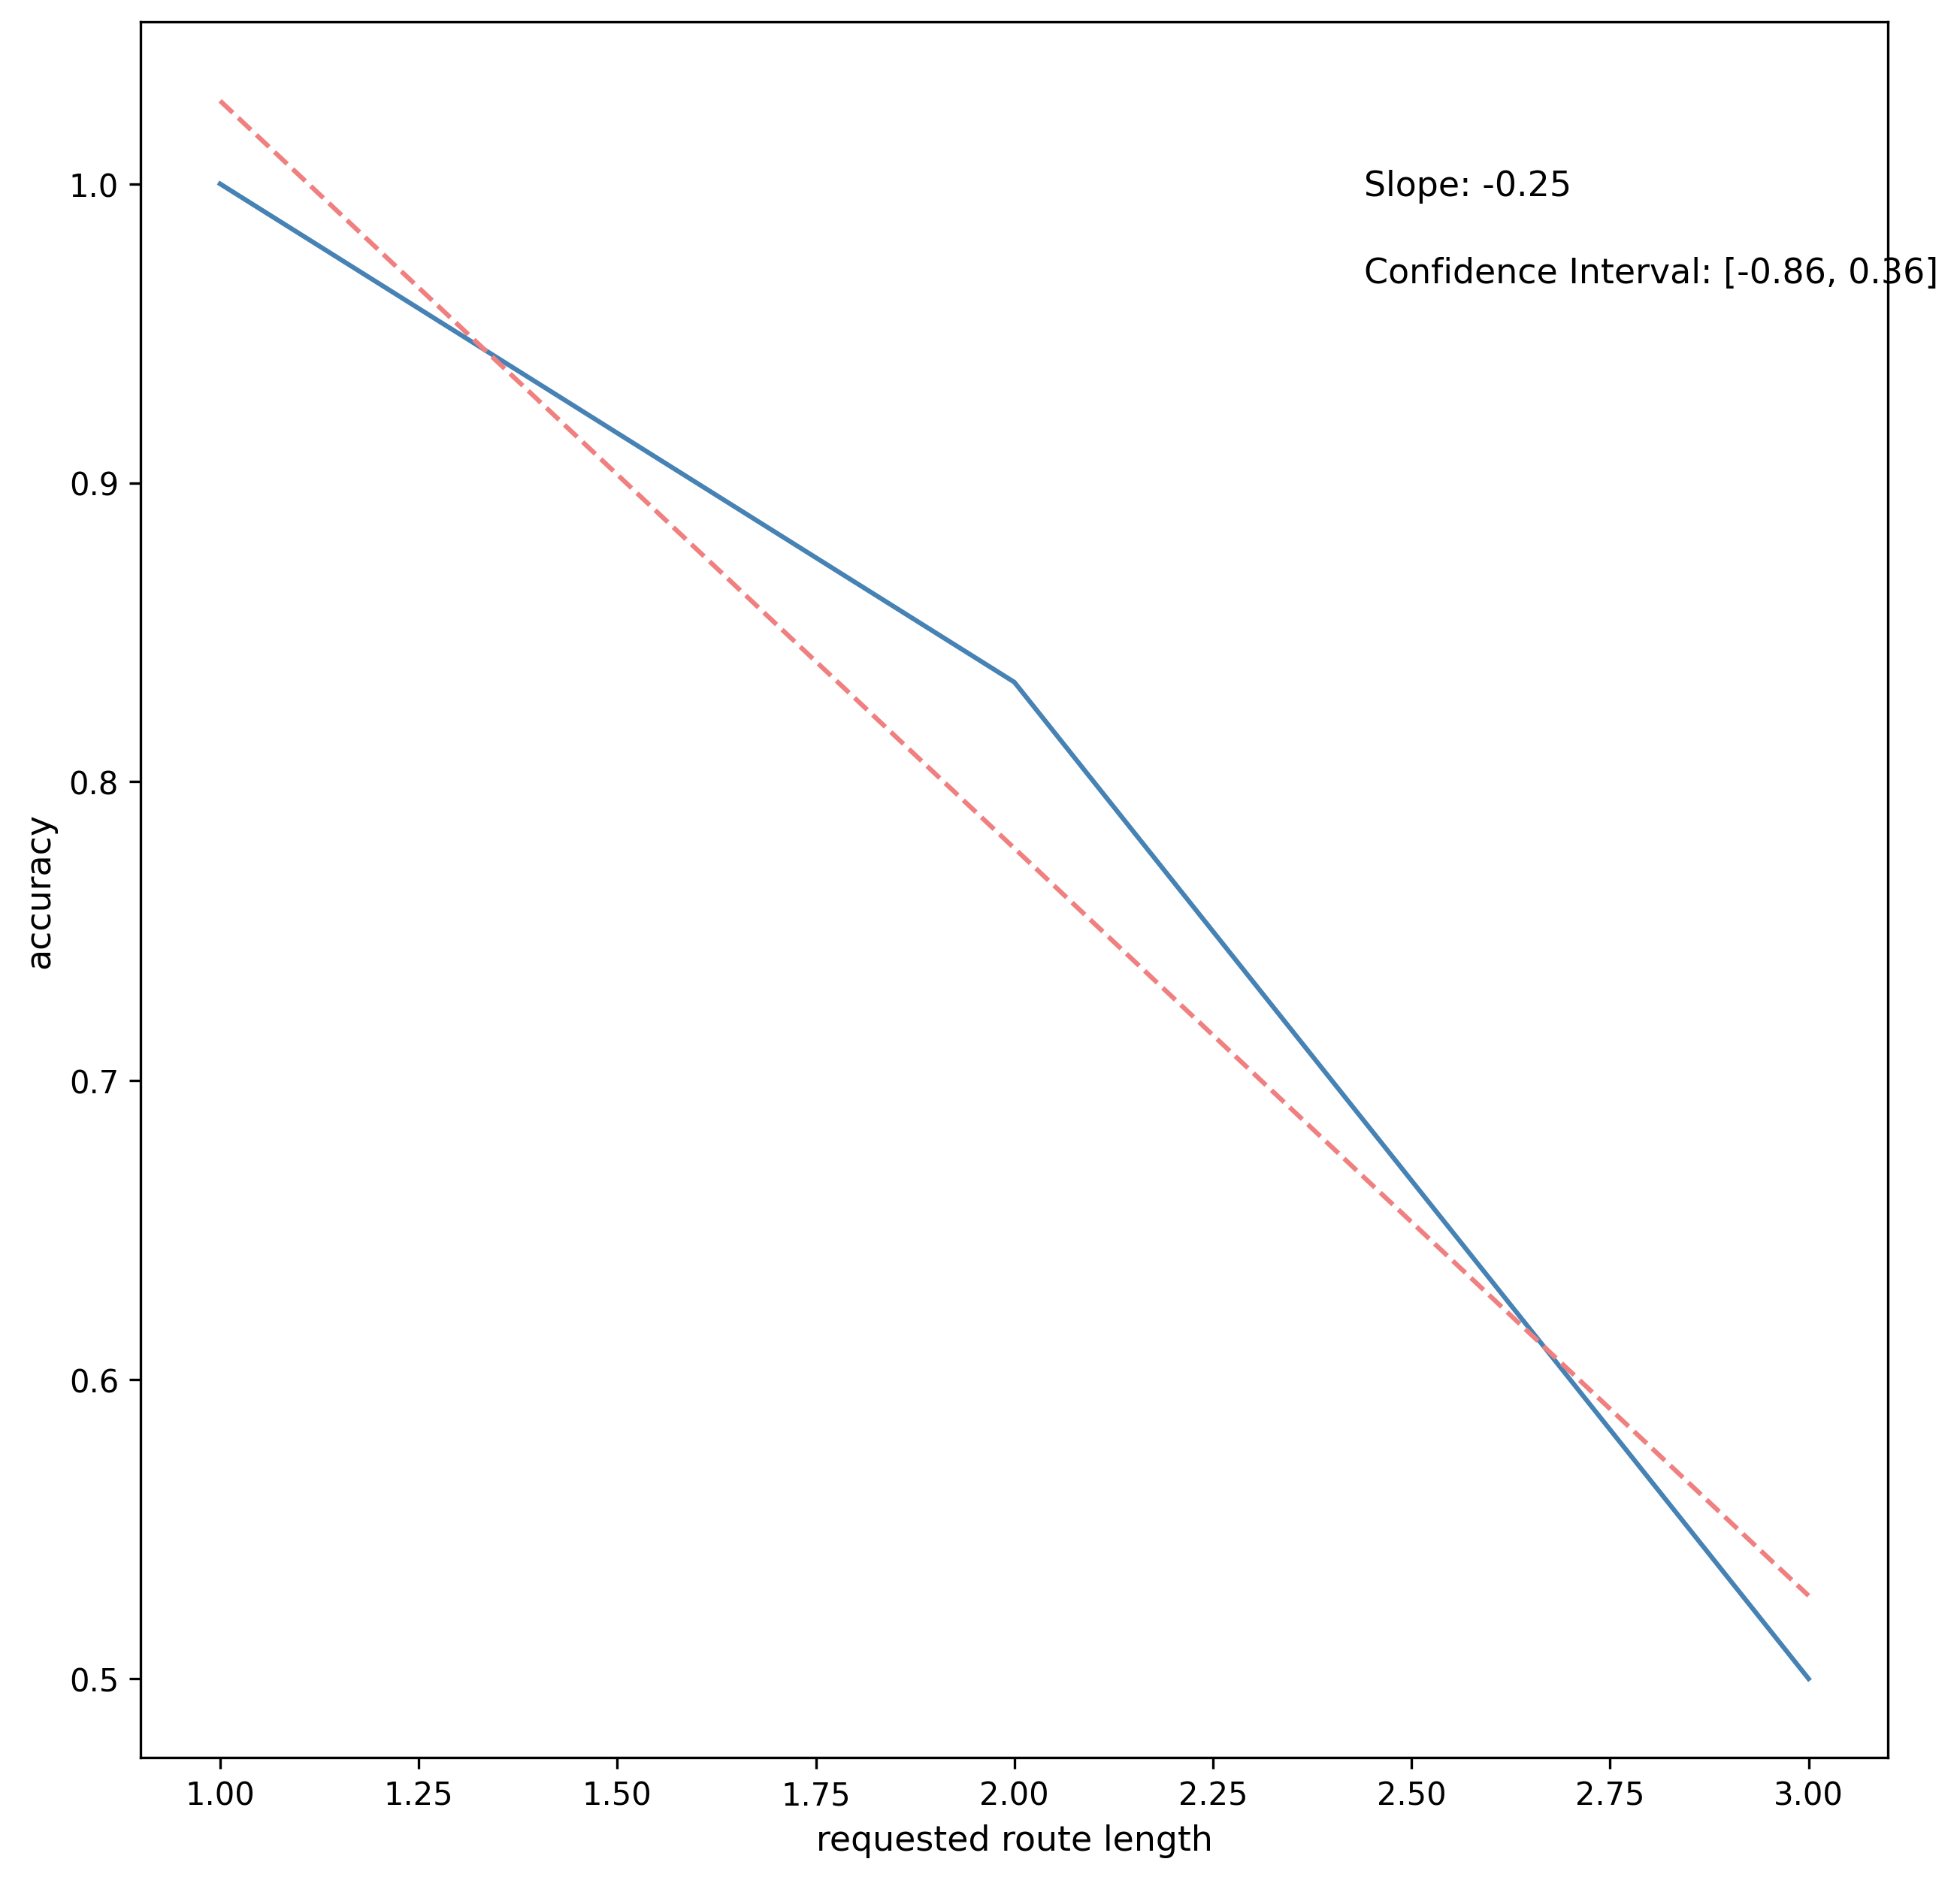 Slope: -0.25
Confidence Interval: [-0.86, 0.36]
1.0
0.9
0.8
0.7
0.6
0.5
accuracy
1.00 1.25 1.50 1.75 2.00 2.25 2.50 2.75 3.00
requested route length